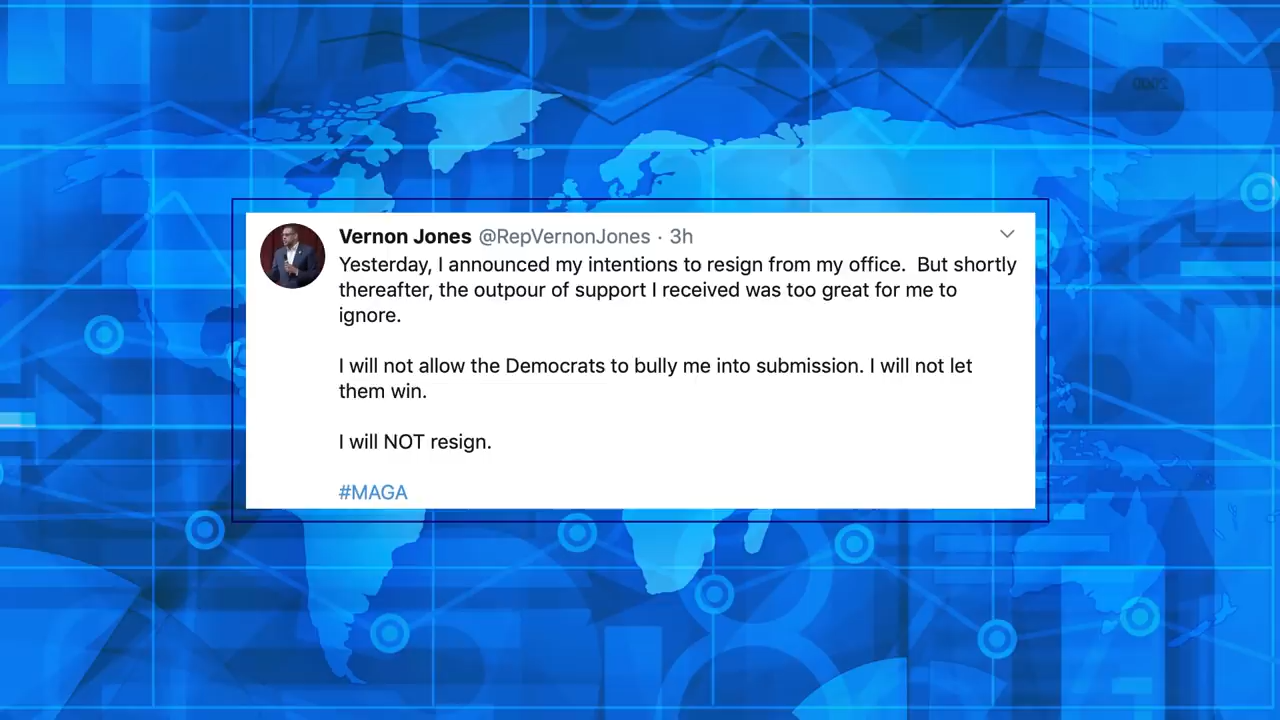 Vernon Jones @RepVernonJones · 3h
Yesterday, I announced my intentions to resign from my office.  But shortly
thereafter, the outpour of support I received was too great for me to
ignore.
I will not allow the Democrats to bully me into submission. I will not let
them win.
I will NOT resign.
#MAGA